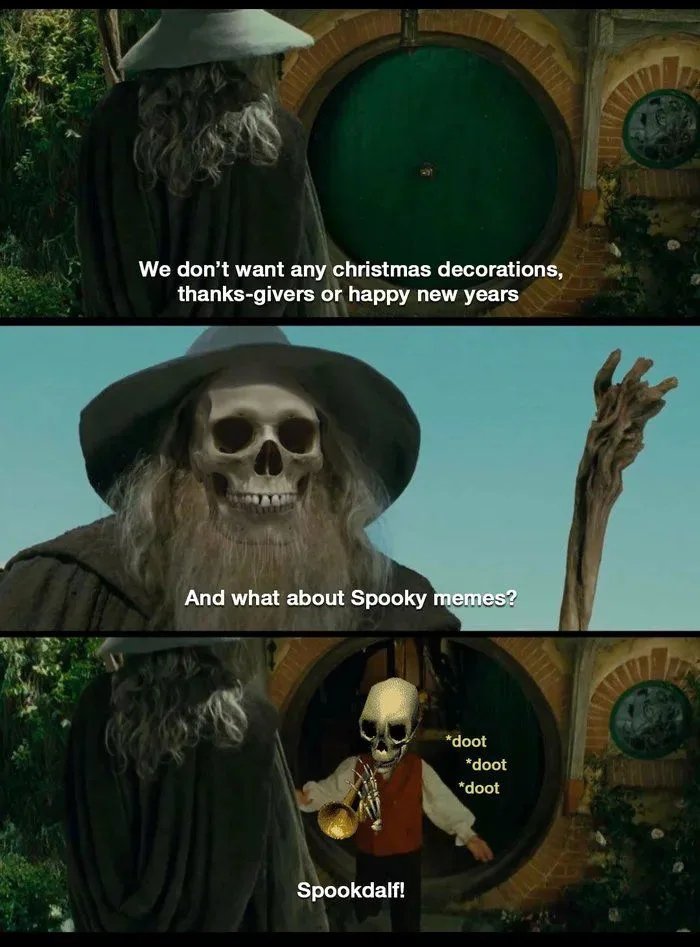 We don't want any christmas decorations,
thanks-givers or happy new years
And what about Spooky memes?
*doot
*doot
*doot
Spookdalf!